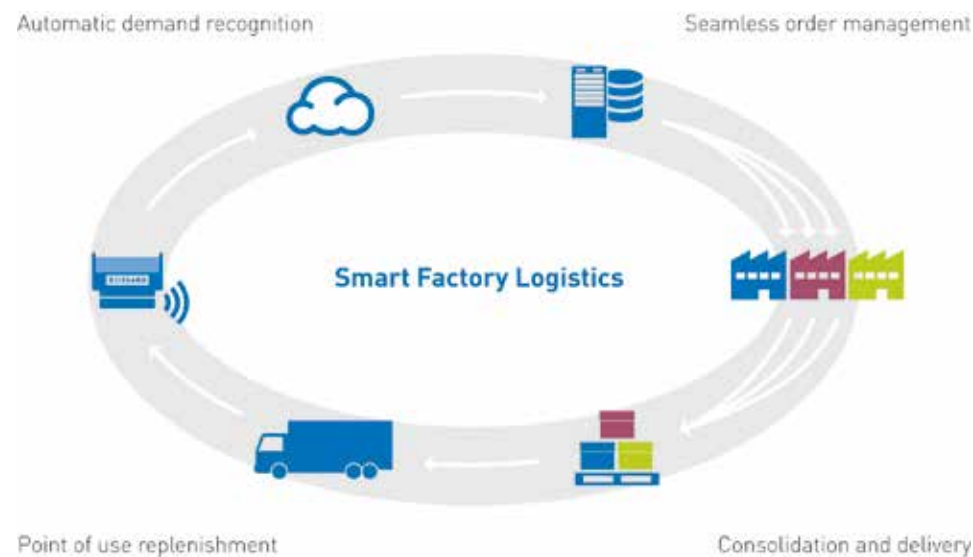 Automatic demand recognition
Seamless order management
Smart Factory Logistics
Point of use replenishment
Consolidation and delivery